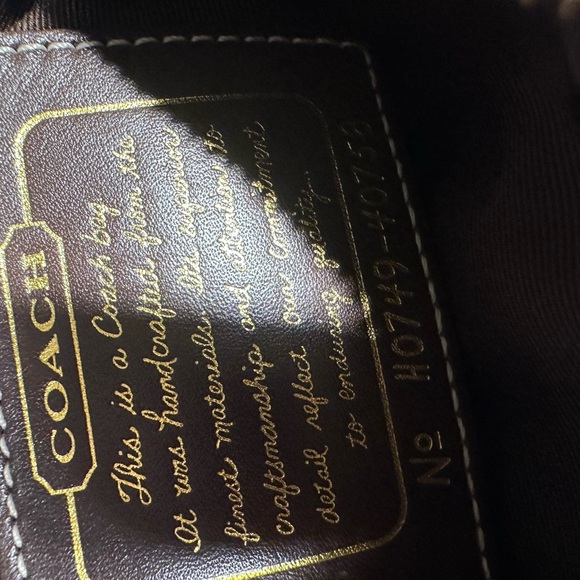 COACH
This is a Coach bag
It was handcrafted from the
finest materials. Its superior
craftsmanship and attention to
detail reflect our commitment
to enduring quality.
Nº H0749-40758